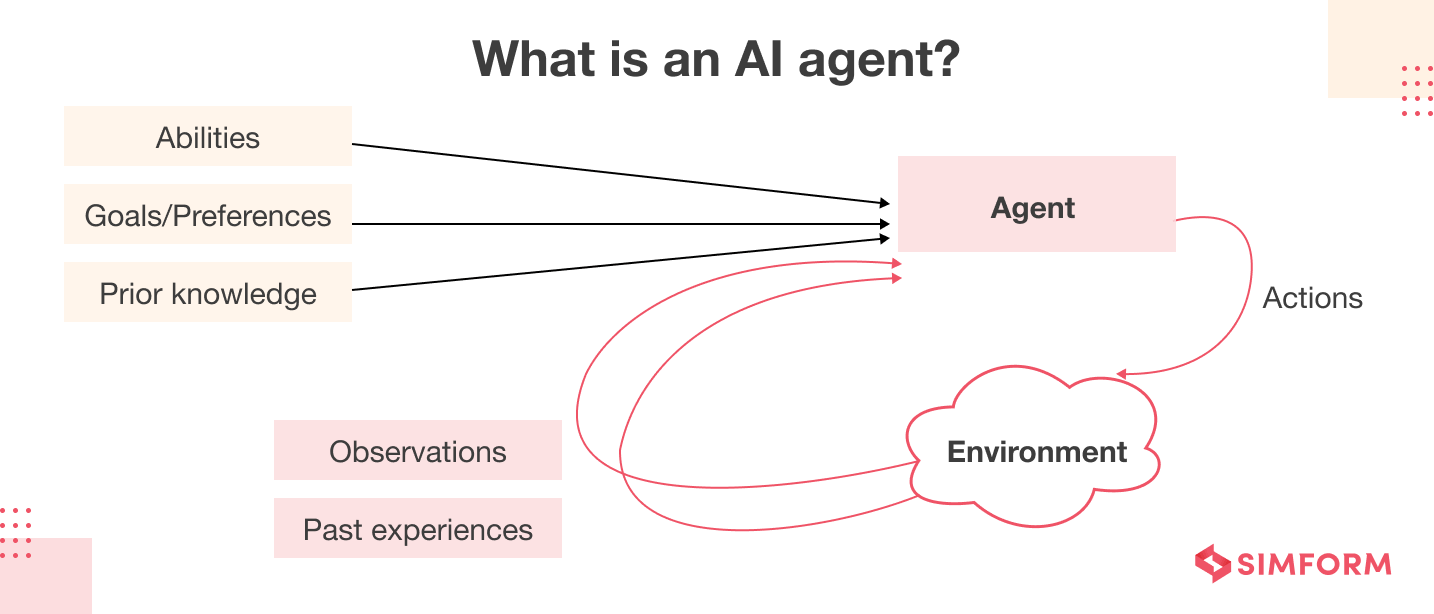 What is an AI agent?
Abilities
Goals/Preferences
Prior knowledge
Agent
Actions
Observations
Environment
Past experiences
SIMFORM